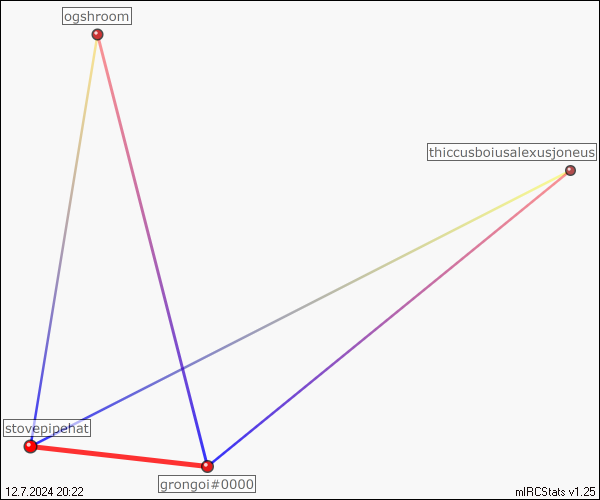 ogshroom
thiccusboiusalexusjoneus
stovepipehat
grongoi#0000
12.7.2024 20:22
mIRCStats v1.25